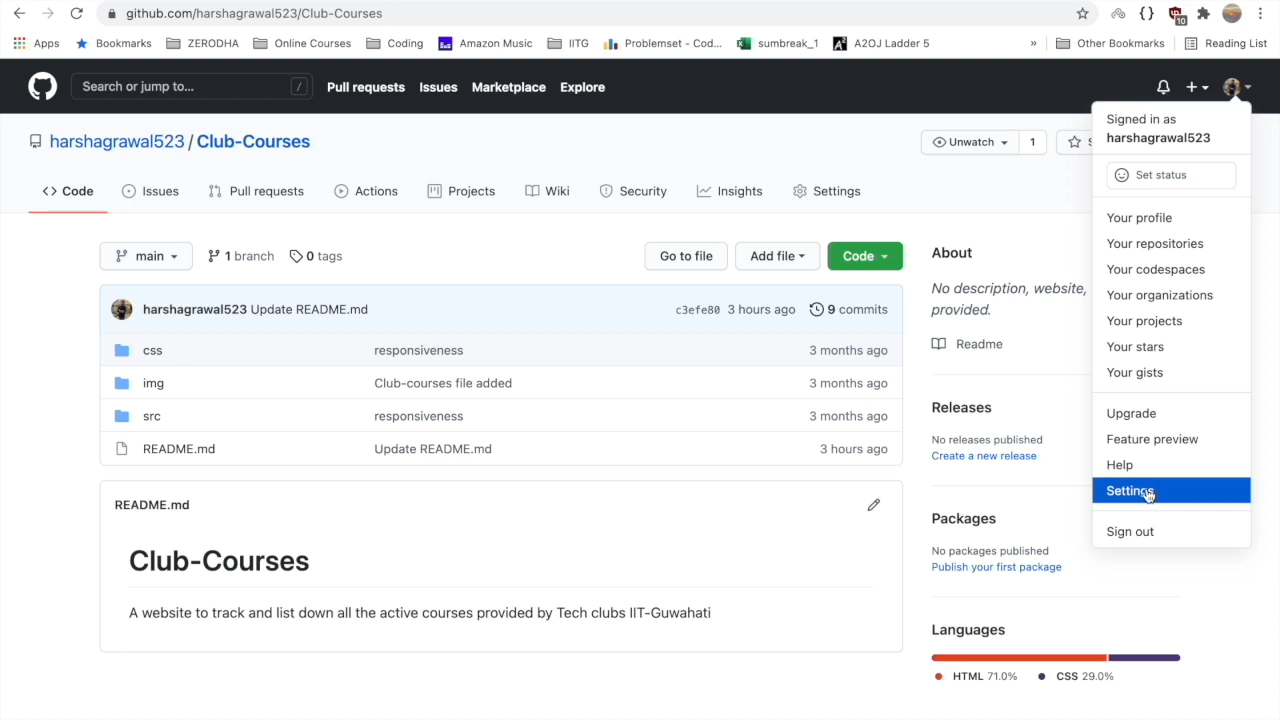 github.com/harshagrawal523/Club-Courses
10
Apps Bookmarks ZERODHA Online Courses Coding Amazon Music IITG Problemset - Cod... sumbreak_1 A2OJ Ladder 5 » Other Bookmarks Reading List
Search or jump to... / Pull requests Issues Marketplace Explore
Signed in as
harshagrawal523
Set status
Your profile
Your repositories
Your codespaces
Your organizations
Your projects
Your stars
Your gists
Upgrade
Feature preview
Help
Settings
Sign out
harshagrawal523 / Club-Courses
Unwatch 1
Code Issues Pull requests Actions Projects Wiki Security Insights Settings
main 1 branch 0 tags Go to file Add file Code
harshagrawal523 Update README.md c3efe80 3 hours ago 9 commits
css responsiveness 3 months ago
img Club-courses file added 3 months ago
src responsiveness 3 months ago
README.md Update README.md 3 hours ago
README.md
Club-Courses
A website to track and list down all the active courses provided by Tech clubs IIT-Guwahati
About
No description, website,
provided.
Readme
Releases
No releases published
Create a new release
Packages
No packages published
Publish your first package
Languages
HTML 71.0% CSS 29.0%